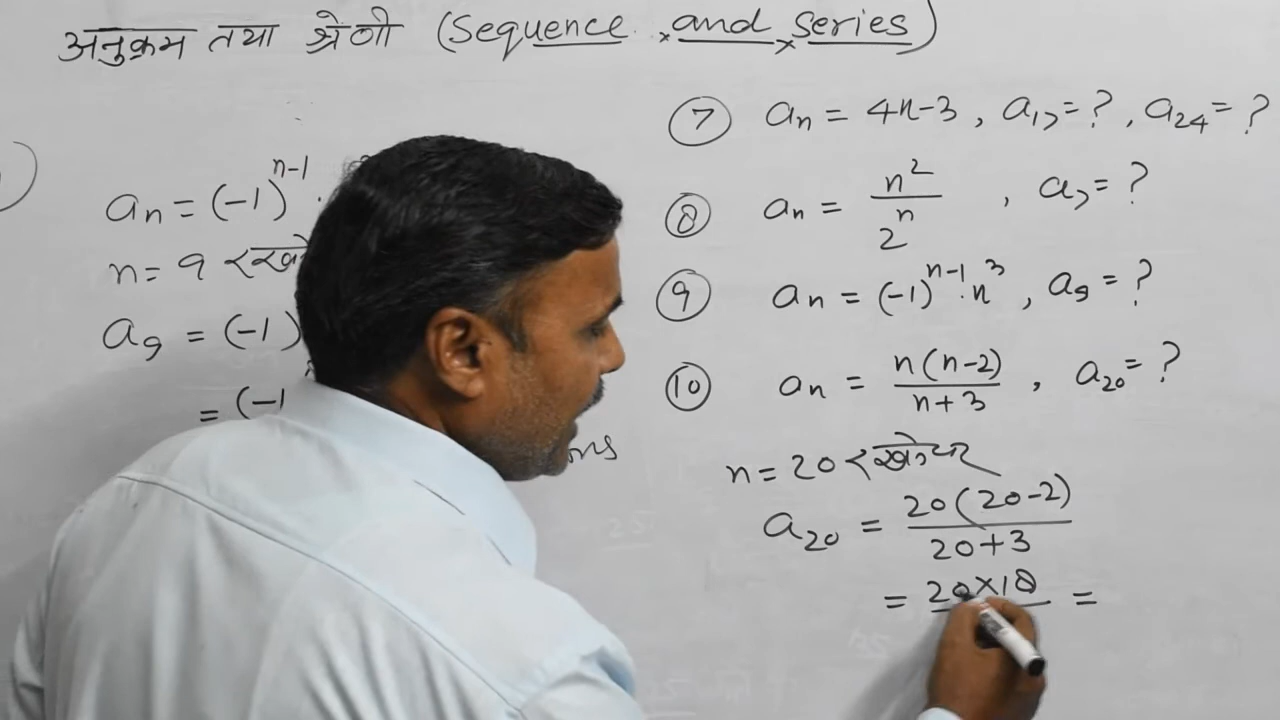 अनुक्रम तथा श्रेणी (Sequence and series)
aₙ = (-1)ⁿ⁻¹ .
n = 9 रखने
a₉ = (-1)
= (-1
⑦ aₙ = 4n-3 , a₁₇ = ? , a₂₄ = ?
⑧ aₙ = n²/2ⁿ , a₇ = ?
⑨ aₙ = (-1)ⁿ⁻¹ . n³ , a₉ = ?
⑩ aₙ = n(n-2)/n+3 , a₂₀ = ?
n = 20 रखने पर
a₂₀ = 20(20-2)/20+3
= 20×18 =